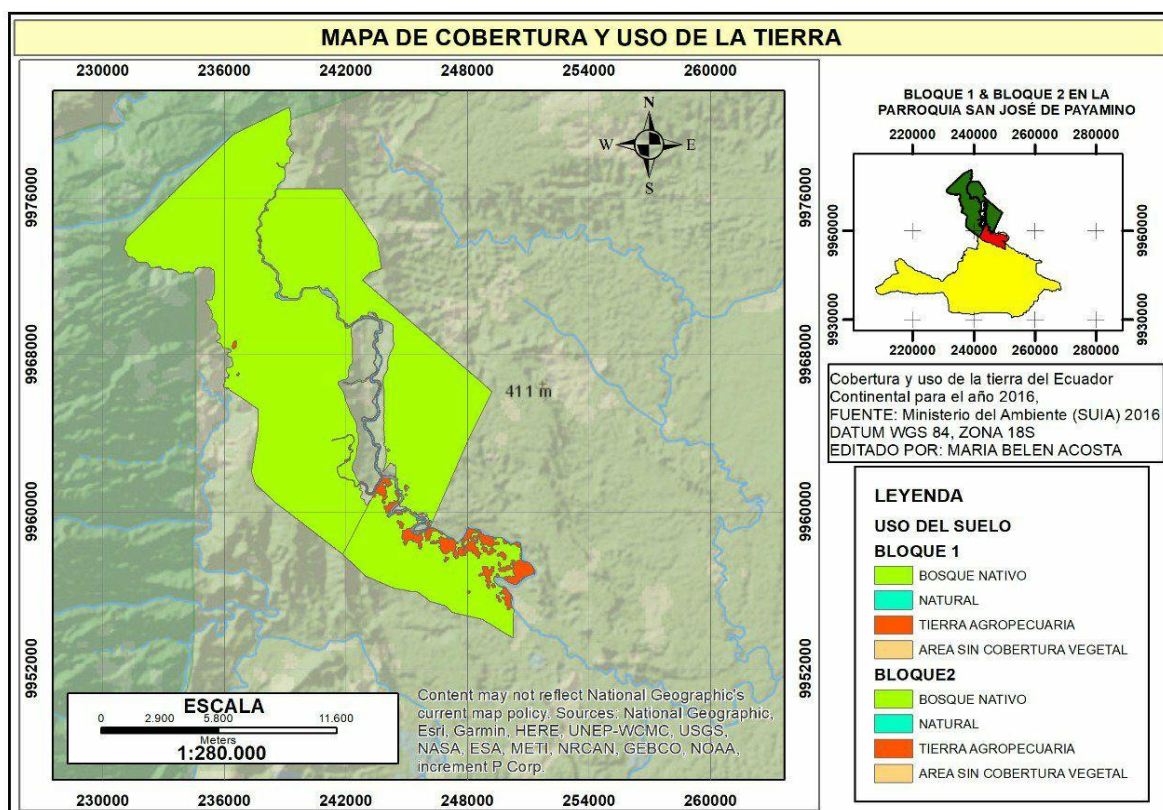 MAPA DE COBERTURA Y USO DE LA TIERRA
230000 236000 242000 248000 254000 260000
9976000
9968000
9960000
9952000
9976000
9968000
9960000
9952000
N
W E
S
411 m
ESCALA
0 2.900 5.800 11.600
Meters
1:280.000
Content may not reflect National Geographic's
current map policy. Sources: National Geographic,
Esri, Garmin, HERE, UNEP-WCMC, USGS,
NASA, ESA, METI, NRCAN, GEBCO, NOAA,
increment P Corp.
230000 236000 242000 248000 254000 260000
BLOQUE 1 & BLOQUE 2 EN LA
PARROQUIA SAN JOSÉ DE PAYAMINO
220000 240000 260000 280000
9960000
9930000
9960000
9930000
220000 240000 260000 280000
Cobertura y uso de la tierra del Ecuador
Continental para el año 2016,
FUENTE: Ministerio del Ambiente (SUIA) 2016
DATUM WGS 84, ZONA 18S
EDITADO POR: MARIA BELEN ACOSTA
LEYENDA
USO DEL SUELO
BLOQUE 1
BOSQUE NATIVO
NATURAL
TIERRA AGROPECUARIA
AREA SIN COBERTURA VEGETAL
BLOQUE2
BOSQUE NATIVO
NATURAL
TIERRA AGROPECUARIA
AREA SIN COBERTURA VEGETAL